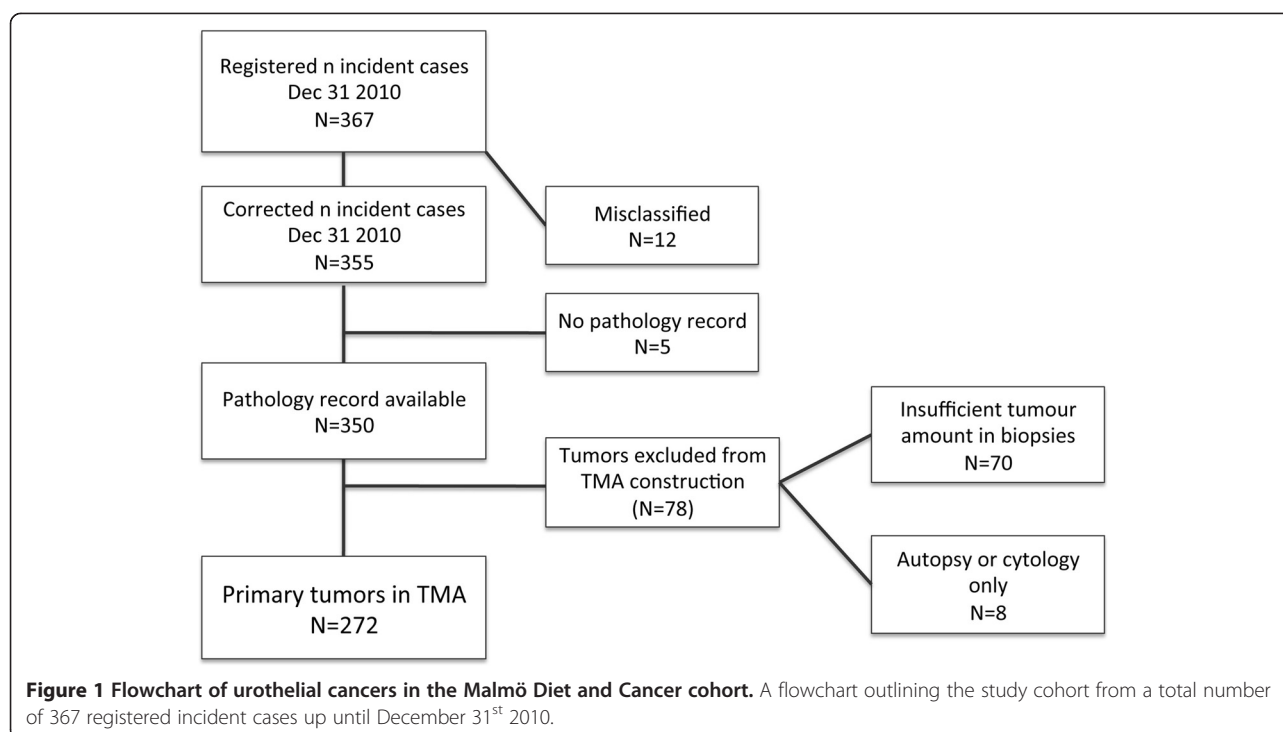 Registered n incident cases
Dec 31 2010
N=367
Corrected n incident cases
Dec 31 2010
N=355
Misclassified
N=12
No pathology record
N=5
Pathology record available
N=350
Tumors excluded from
TMA construction
(N=78)
Insufficient tumour
amount in biopsies
N=70
Autopsy or cytology
only
N=8
Primary tumors in TMA
N=272
Figure 1 Flowchart of urothelial cancers in the Malmö Diet and Cancer cohort. A flowchart outlining the study cohort from a total number
of 367 registered incident cases up until December 31st 2010.